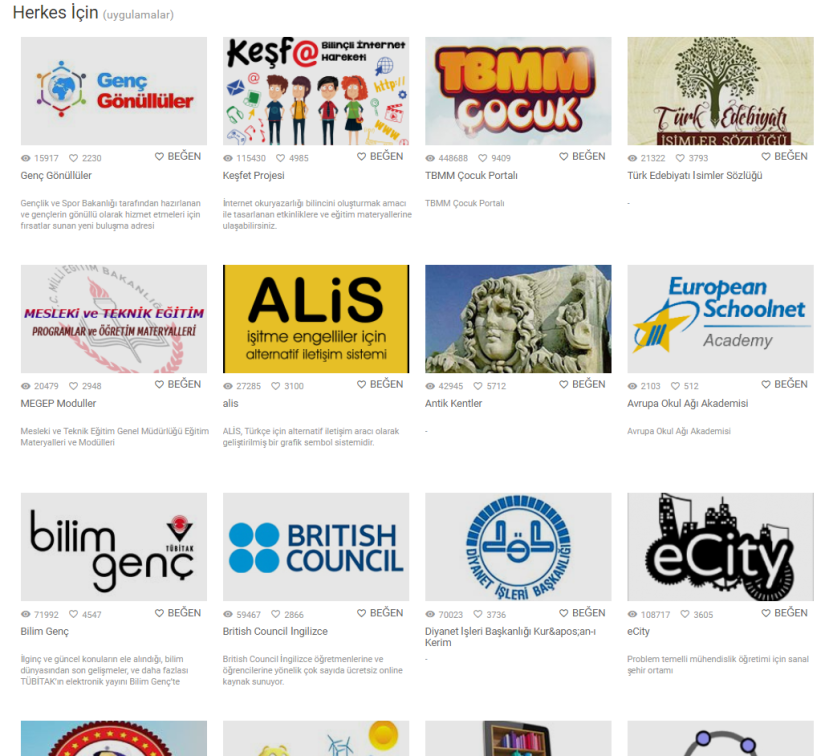 Herkes İçin (uygulamalar)
Genç
Gönüllüler
Keşf@ Bilinçli İnternet
Hareketi
http://
www
TBMM
ÇOCUK
Türk Edebiyatı
İSİMLER SÖZLÜĞÜ
15917 2230 BEĞEN
115430 4985 BEĞEN
448688 9409 BEĞEN
21322 3793 BEĞEN
Genç Gönüllüler
Keşfet Projesi
TBMM Çocuk Portalı
Türk Edebiyatı İsimler Sözlüğü
Gençlik ve Spor Bakanlığı tarafından hazırlanan
ve gençlerin gönüllü olarak hizmet etmeleri için
fırsatlar sunan yeni buluşma adresi
İnternet okuryazarlığı bilincini oluşturmak amacı
ile tasarlanan etkinliklere ve eğitim materyallerine
ulaşabilirsiniz.
TBMM Çocuk Portalı
-
T.C. MİLLİ EĞİTİM BAKANLIĞI
MESLEKİ ve TEKNİK EĞİTİM
PROGRAMLAR ve ÖĞRETİM MATERYALLERİ
ALİS
işitme engelliler için
alternatif iletişim sistemi
European
Schoolnet
Academy
20479 2948 BEĞEN
27285 3100 BEĞEN
42945 5712 BEĞEN
2103 512 BEĞEN
MEGEP Moduller
alis
Antik Kentler
Avrupa Okul Ağı Akademisi
Mesleki ve Teknik Eğitim Genel Müdürlüğü Eğitim
Materyalleri ve Modülleri
ALİS, Türkçe için alternatif iletişim aracı olarak
geliştirilmiş bir grafik sembol sistemidir.
-
Avrupa Okul Ağı Akademisi
bilim
genç
TÜBİTAK
BRITISH
COUNCIL
DİYANET İŞLERİ BAŞKANLIĞI
eCity
71992 4547 BEĞEN
59467 2866 BEĞEN
70023 3736 BEĞEN
108717 3605 BEĞEN
Bilim Genç
British Council İngilizce
Diyanet İşleri Başkanlığı Kur&apos;an-ı
Kerim
eCity
İlginç ve güncel konuların ele alındığı, bilim
dünyasından son gelişmeler, ve daha fazlası
TÜBİTAK'ın elektronik yayını Bilim Genç'te
British Council İngilizce öğretmenlerine ve
öğrencilerine yönelik çok sayıda ücretsiz online
kaynak sunuyor.
-
Problem temelli mühendislik öğretimi için sanal
şehir ortamı